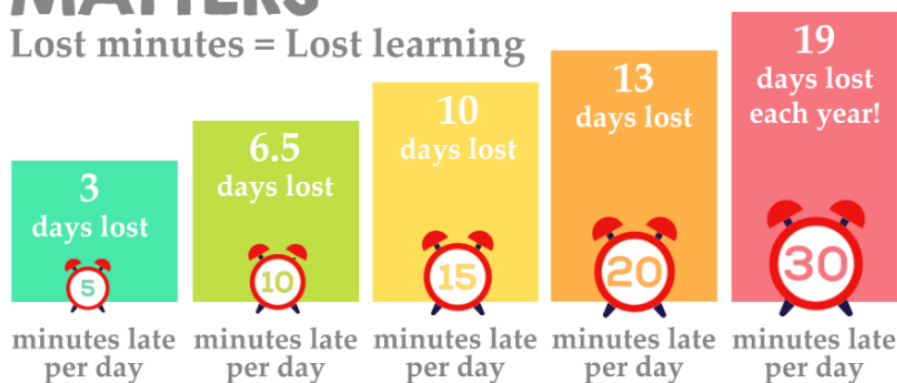 MATTERS
Lost minutes = Lost learning
3
days lost
5
minutes late
per day
6.5
days lost
10
minutes late
per day
10
days lost
15
minutes late
per day
13
days lost
20
minutes late
per day
19
days lost
each year!
30
minutes late
per day